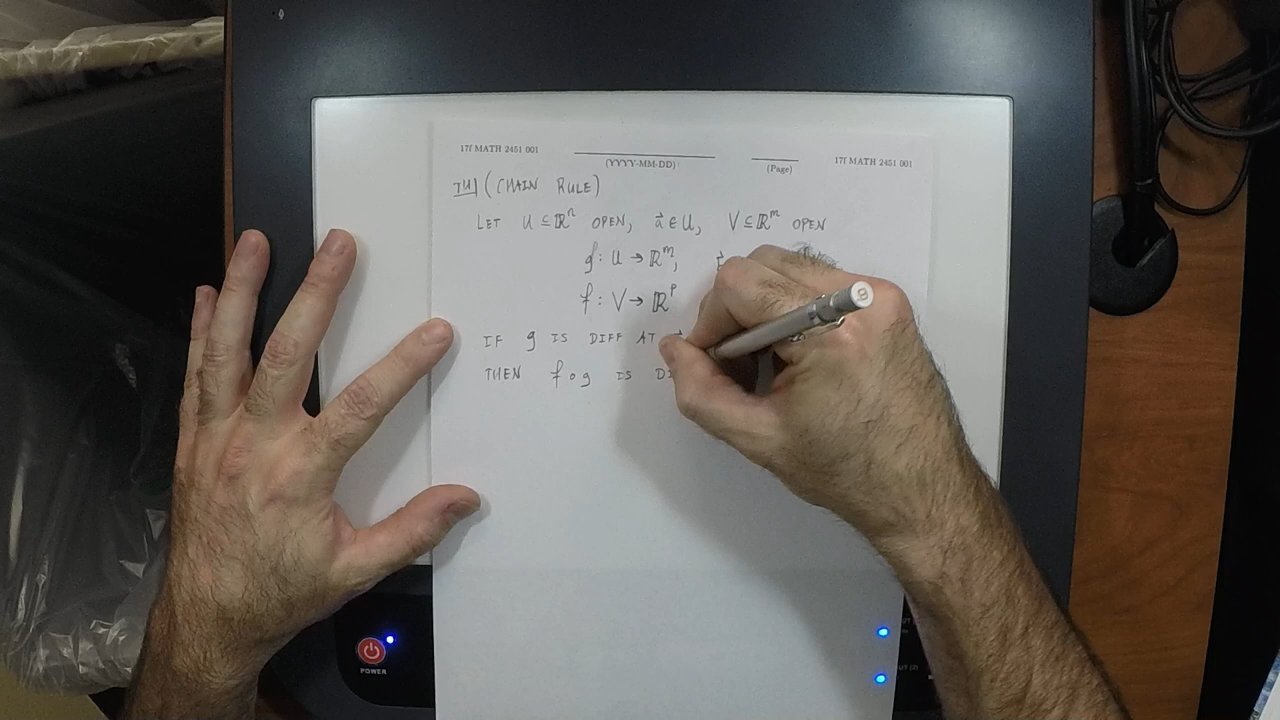 17f MATH 2451 001
(YYYY-MM-DD)
(Page)
17f MATH 2451 001
TH (CHAIN RULE)
LET U ⊆ ℝⁿ OPEN, a⃗ ∈ U, V ⊆ ℝᵐ OPEN
g: U → ℝᵐ,
f: V → ℝᵖ
IF g IS DIFF AT
THEN f∘g IS
POWER